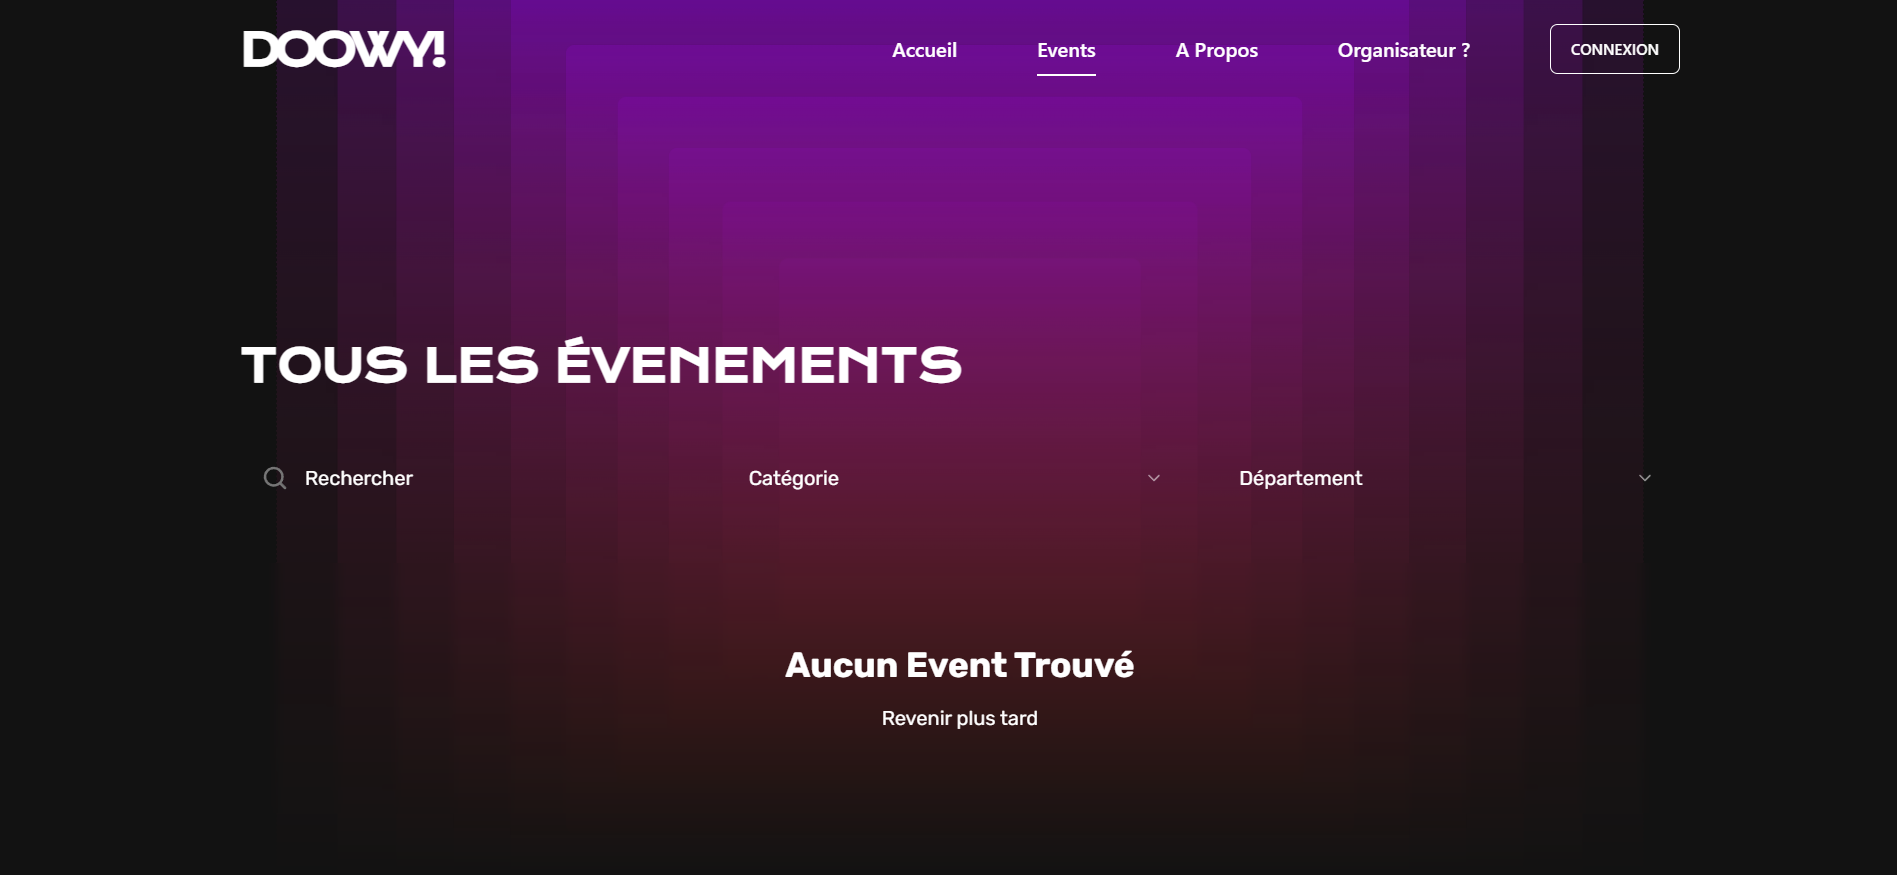 DOOWY!
Accueil
Events
A Propos
Organisateur ?
CONNEXION
TOUS LES ÉVENEMENTS
Rechercher
Catégorie
Département
Aucun Event Trouvé
Revenir plus tard